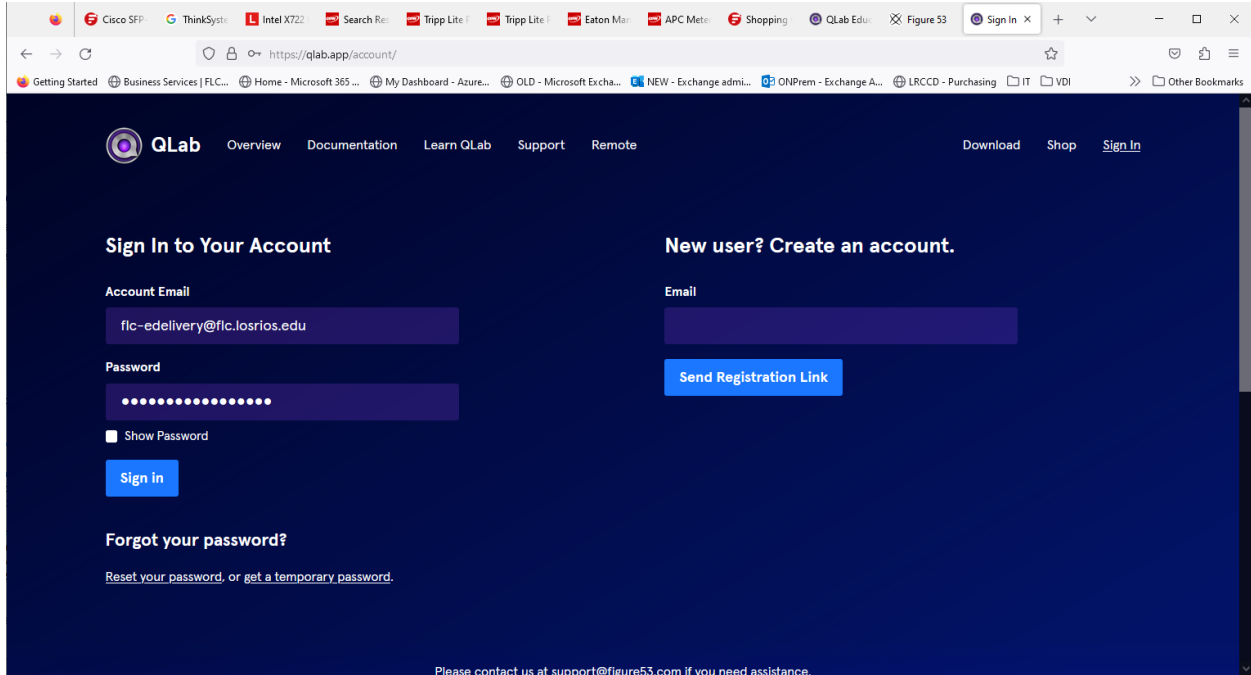 Cisco SFP- ThinkSyste Intel X722 Search Res Tripp Lite P Tripp Lite P Eaton Man APC Meter Shopping QLab Educ Figure 53 Sign In
https://qlab.app/account/
Getting Started Business Services | FLC... Home - Microsoft 365 ... My Dashboard - Azure... OLD - Microsoft Excha... NEW - Exchange admi... ONPrem - Exchange A... LRCCD - Purchasing IT VDI Other Bookmarks
QLab Overview Documentation Learn QLab Support Remote Download Shop Sign In
Sign In to Your Account
Account Email
flc-edelivery@flc.losrios.edu
Password
Show Password
Sign in
Forgot your password?
Reset your password, or get a temporary password.
New user? Create an account.
Email
Send Registration Link
Please contact us at support@figure53.com if you need assistance.